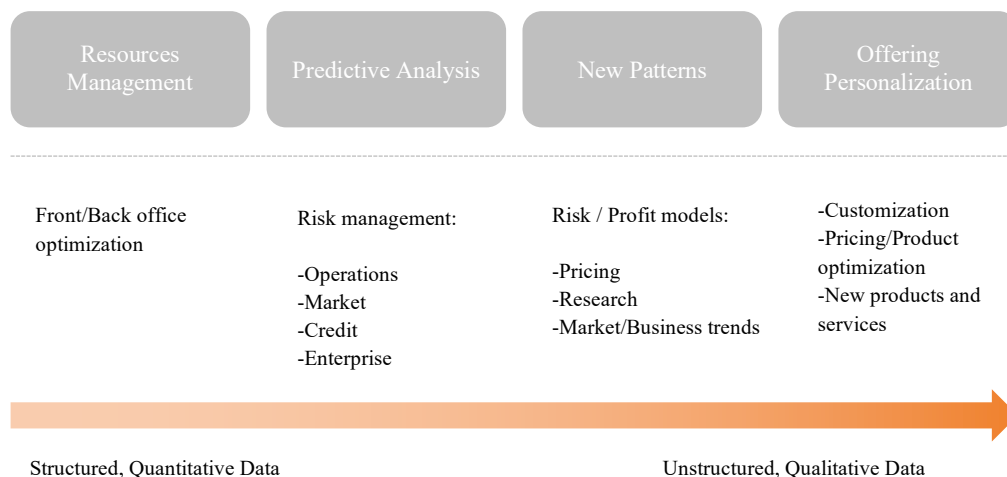 Resources
Management
Predictive Analysis
New Patterns
Offering
Personalization
Front/Back office
optimization
Risk management:
-Operations
-Market
-Credit
-Enterprise
Risk / Profit models:
-Pricing
-Research
-Market/Business trends
-Customization
-Pricing/Product
optimization
-New products and
services
Structured, Quantitative Data
Unstructured, Qualitative Data